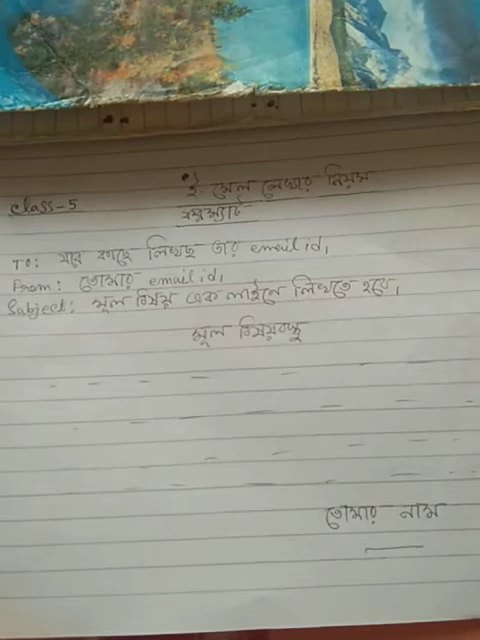 ই-মেল লেখার নিয়ম
class-5
ফরম্যাট
To: যার কাছে লিখছ তার email id,
From: তোমার email id,
Subject: মূল বিষয় এক লাইনে লিখতে হবে।
মূল বিষয়বস্তু
তোমার নাম